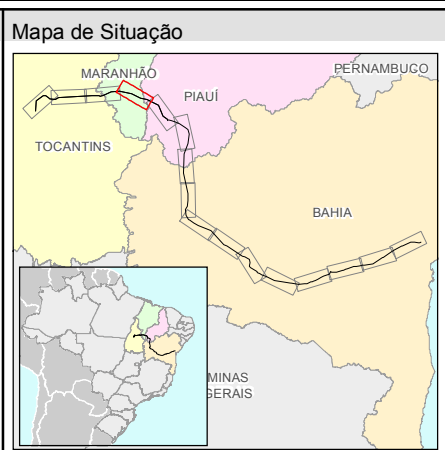 Mapa de Situação
MARANHÃO
PERNAMBUCO
PIAUÍ
TOCANTINS
BAHIA
MINAS
GERAIS